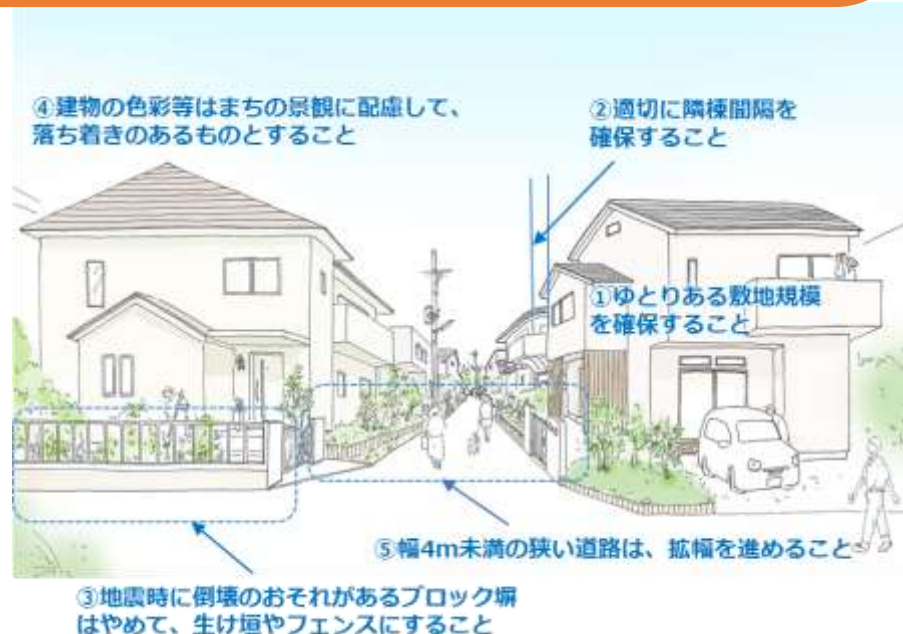 ④建物の色彩等はまちの景観に配慮して、
落ち着きのあるものとすること
②適切に隣棟間隔を
確保すること
①ゆとりある敷地規模
を確保すること
⑤幅4m未満の狭い道路は、拡幅を進めること
③地震時に倒壊のおそれがあるブロック塀
はやめて、生け垣やフェンスにすること